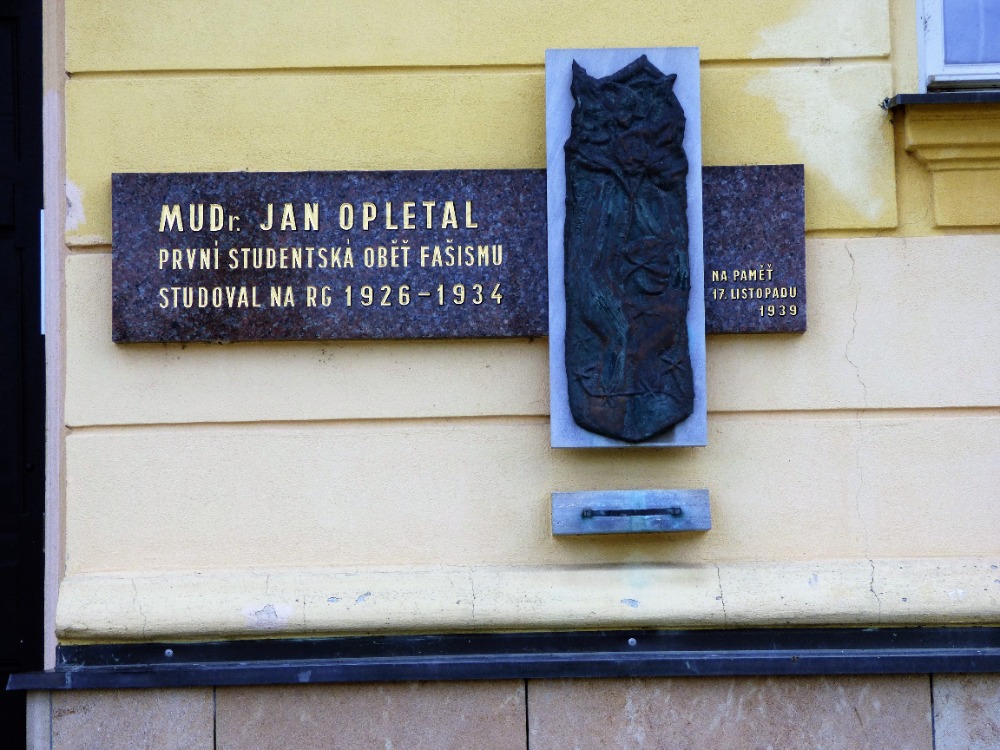 MUDr. JAN OPLETAL
PRVNÍ STUDENTSKÁ OBĚŤ FAŠISMU
STUDOVAL NA RG 1926-1934
NA PAMĚŤ
17. LISTOPADU
1939